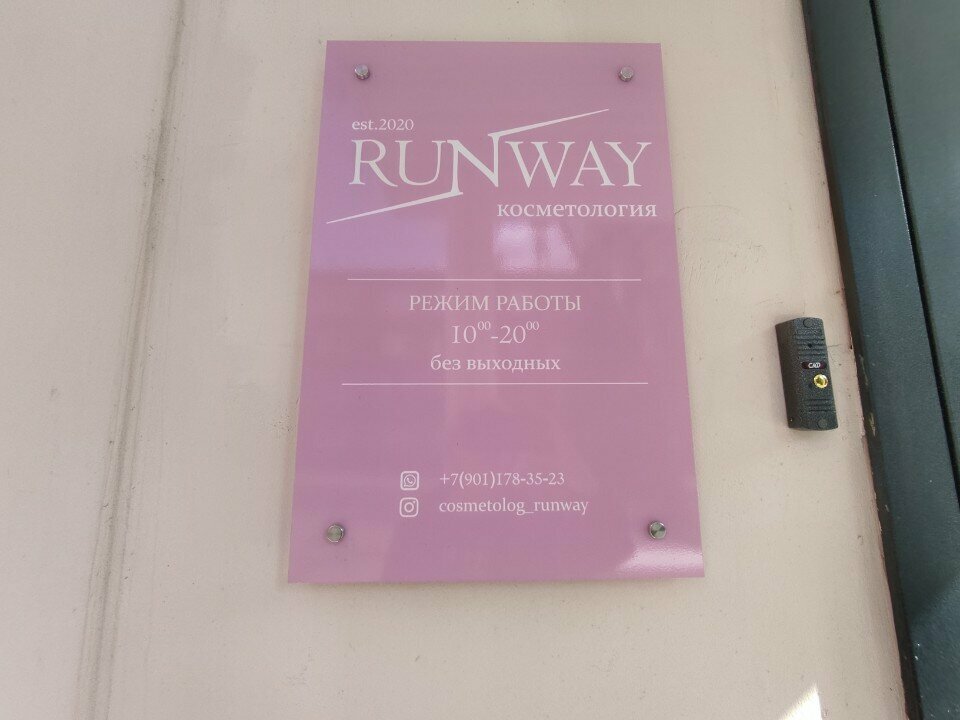 est.2020
RUNWAY
косметология
РЕЖИМ РАБОТЫ
10⁰⁰-20⁰⁰
без выходных
+7(901)178-35-23
cosmetolog_runway